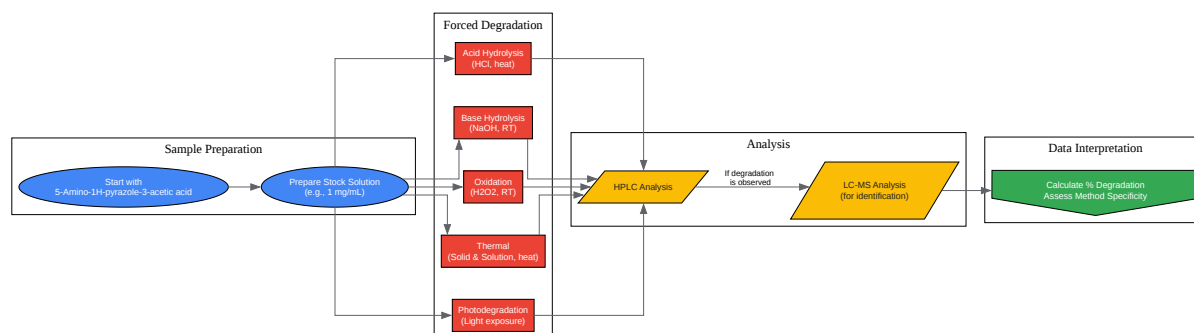 Sample Preparation
Start with
5-Amino-1H-pyrazole-3-acetic acid
Prepare Stock Solution
(e.g., 1 mg/mL)
Forced Degradation
Acid Hydrolysis
(HCl, heat)
Base Hydrolysis
(NaOH, RT)
Oxidation
(H2O2, RT)
Thermal
(Solid & Solution, heat)
Photodegradation
(Light exposure)
Analysis
HPLC Analysis
If degradation
is observed
LC-MS Analysis
(for identification)
Data Interpretation
Calculate % Degradation
Assess Method Specificity